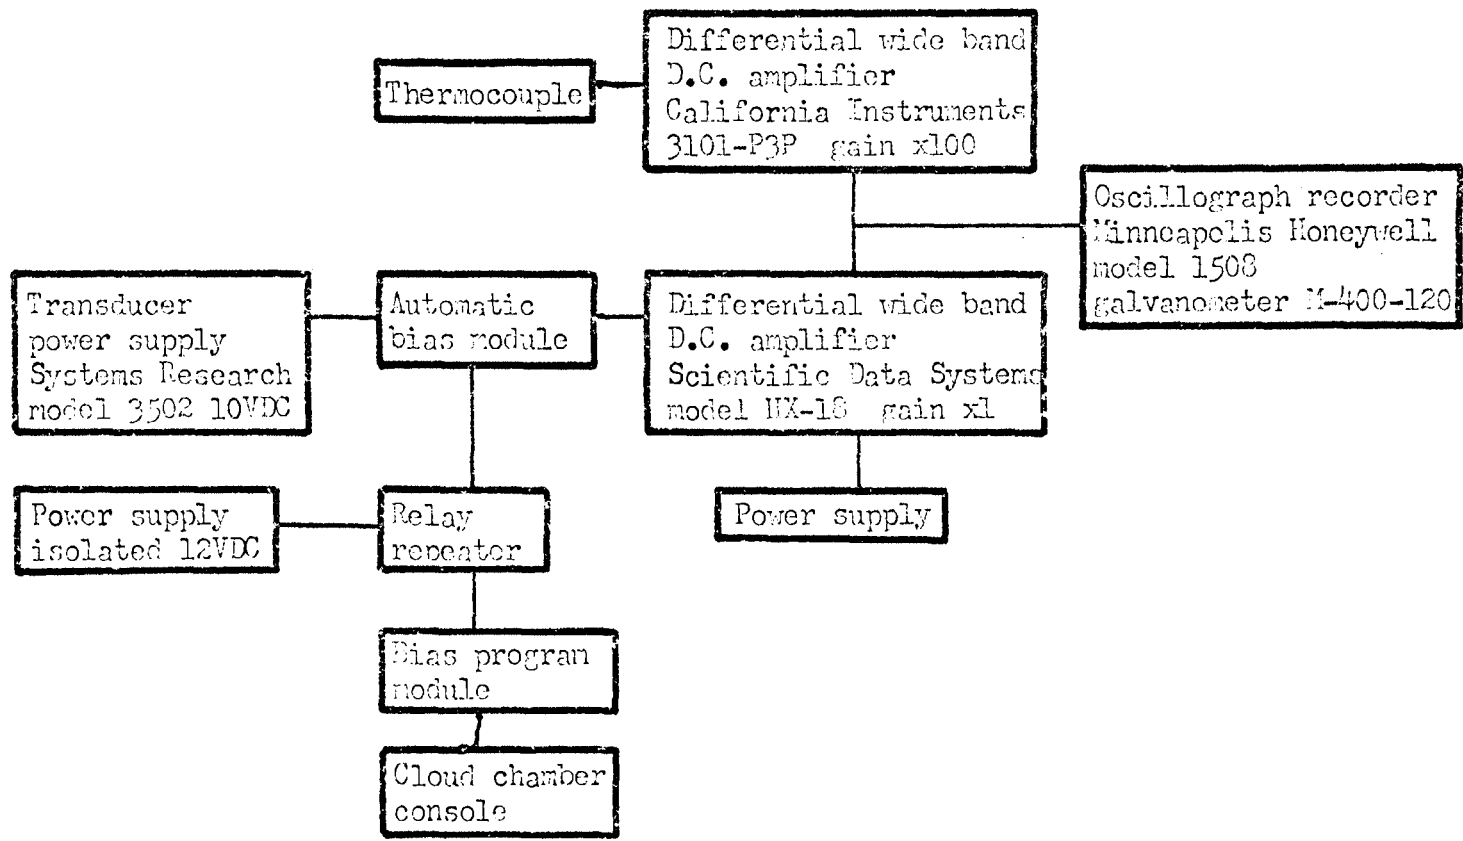 Differential wide band
D.C. amplifier
California Instruments
3101-P3P gain x100
Thermocouple
Oscillograph recorder
Minneapolis Honeywell
model 1508
galvanometer M-400-120
Transducer
power supply
Systems Research
model 3502 10VDC
Automatic
bias module
Differential wide band
D.C. amplifier
Scientific Data Systems
model gain x1
Power supply
isolated 12VDC
Relay
repeater
Power supply
Bias program
module
Cloud chamber
console